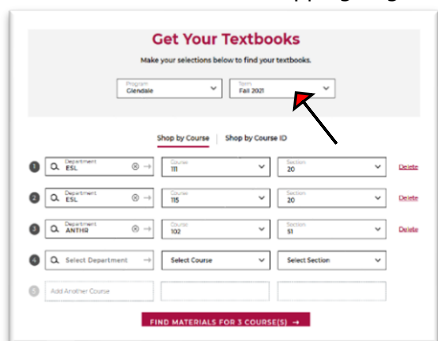 Get Your Textbooks
Make your selections below to find your textbooks.
Program Term
Glendale Fall 2021
Shop by Course Shop by Course ID
Department Course Section
1 ESL 111 20 Delete
Department Course Section
2 ESL 115 20 Delete
Department Course Section
3 ANTHR 102 51 Delete
4 Select Department Select Course Select Section
5 Add Another Course
FIND MATERIALS FOR 3 COURSE[S] →